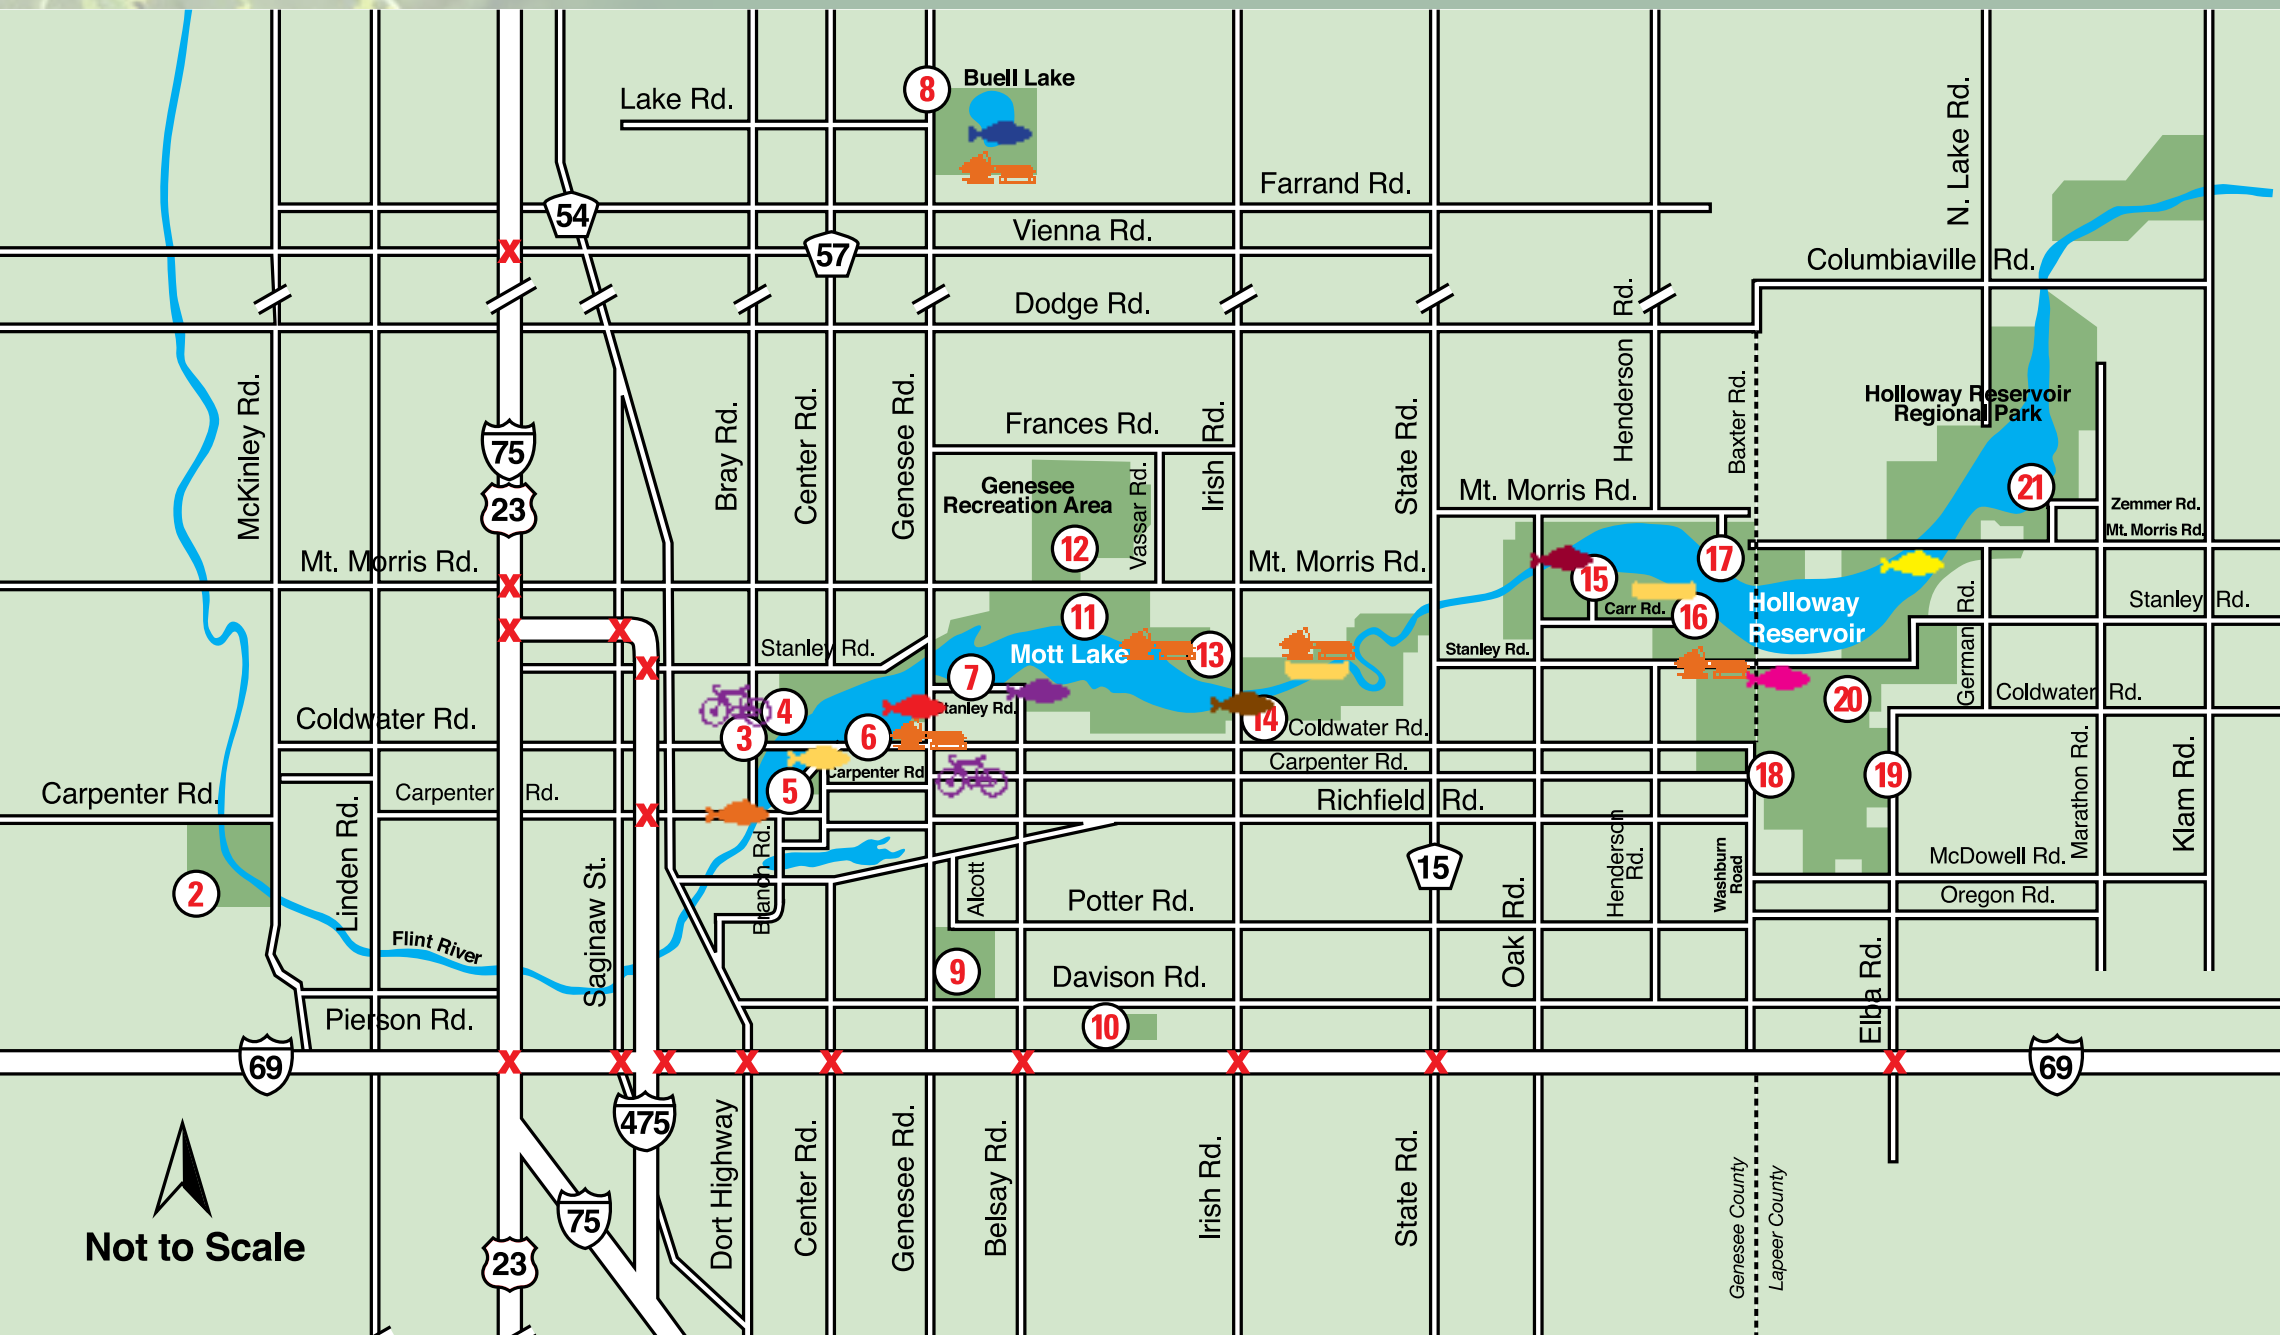 8
Buell Lake
Lake Rd.
N. Lake Rd.
Farrand Rd.
54
Vienna Rd.
57
Columbiaville Rd.
Dodge Rd.
Henderson Rd.
Baxter Rd.
McKinley Rd.
75
23
Bray Rd.
Center Rd.
Genesee Rd.
Frances Rd.
Irish Rd.
State Rd.
Holloway Reservoir
Regional Park
Genesee
Recreation Area
Vassar Rd.
12
Mt. Morris Rd.
21
Zemmer Rd.
Mt. Morris Rd.
Mt. Morris Rd.
Mt. Morris Rd.
X
X
X
X
X
X
17
15
Carr Rd.
16
Holloway
Reservoir
German Rd.
Stanley Rd.
11
Stanley Rd.
Mott Lake
13
Stanley Rd.
7
Stanley Rd.
Coldwater Rd.
4
3
6
14
Coldwater Rd.
20
Coldwater Rd.
Carpenter Rd.
Carpenter Rd.
5
Carpenter Rd
Carpenter Rd.
18
19
Richfield Rd.
Marathon Rd.
Klam Rd.
Linden Rd.
Saginaw St.
Branch Rd.
Alcott
15
Henderson
Rd.
Washburn
Road
McDowell Rd.
2
Potter Rd.
Oak Rd.
Oregon Rd.
Flint River
9
Davison Rd.
Elba Rd.
Pierson Rd.
10
69
X
X
X
X
X
X
X
X
X
69
475
Dort Highway
Center Rd.
Genesee Rd.
Belsay Rd.
Irish Rd.
State Rd.
Genesee County
Lapeer County
75
23
Not to Scale